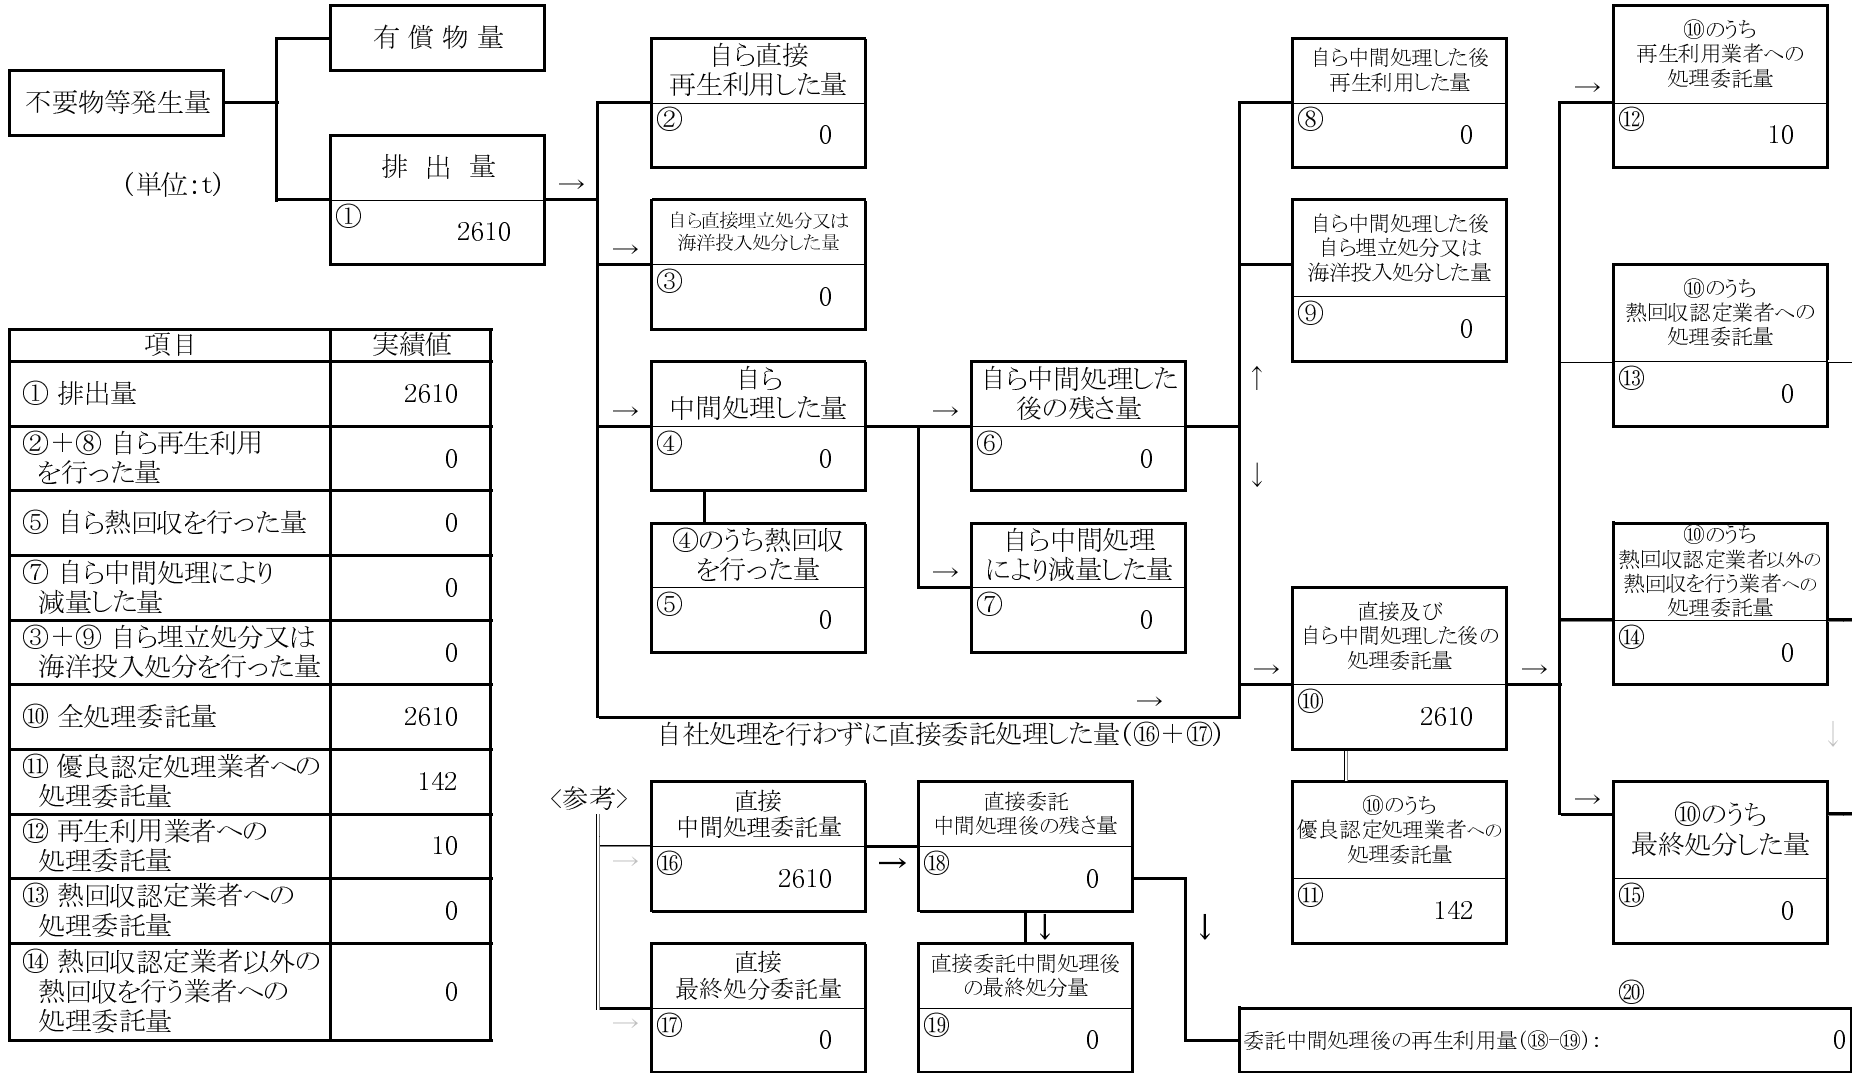 有償物量
不要物等発生量
(単位:t)
排出量
①
2610
→
自ら直接
再生利用した量
②
0
→
自ら直接埋立処分又は
海洋投入処分した量
③
0
→
自ら
中間処理した量
④
0
④のうち熱回収
を行った量
⑤
0
→
自ら中間処理した
後の残さ量
⑥
0
→
自ら中間処理
により減量した量
⑦
0
自ら中間処理した後
再生利用した量
⑧
0
自ら中間処理した後
自ら埋立処分又は
海洋投入処分した量
⑨
0
↑
↓
→
自社処理を行わずに直接委託処理した量(⑯+⑰)
→
直接及び
自ら中間処理した後の
処理委託量
⑩
2610
⑩のうち
優良認定処理業者への
処理委託量
⑪
142
→
→
⑩のうち
再生利用業者への
処理委託量
⑫
10
⑩のうち
熱回収認定業者への
処理委託量
⑬
0
⑩のうち
熱回収認定業者以外の
熱回収を行う業者への
処理委託量
⑭
0
↓
→
⑩のうち
最終処分した量
⑮
0
項目 実績値
① 排出量 2610
②+⑧ 自ら再生利用
を行った量 0
⑤ 自ら熱回収を行った量 0
⑦ 自ら中間処理により
減量した量 0
③+⑨ 自ら埋立処分又は
海洋投入処分を行った量 0
⑩ 全処理委託量 2610
⑪ 優良認定処理業者への
処理委託量 142
⑫ 再生利用業者への
処理委託量 10
⑬ 熱回収認定業者への
処理委託量 0
⑭ 熱回収認定業者以外の
熱回収を行う業者への
処理委託量 0
<参考>
→
直接
中間処理委託量
⑯
2610
→
直接委託
中間処理後の残さ量
⑱
0
↓
↓
→
直接
最終処分委託量
⑰
0
直接委託中間処理後
の最終処分量
⑲
0
⑳
委託中間処理後の再生利用量(⑱-⑲): 0